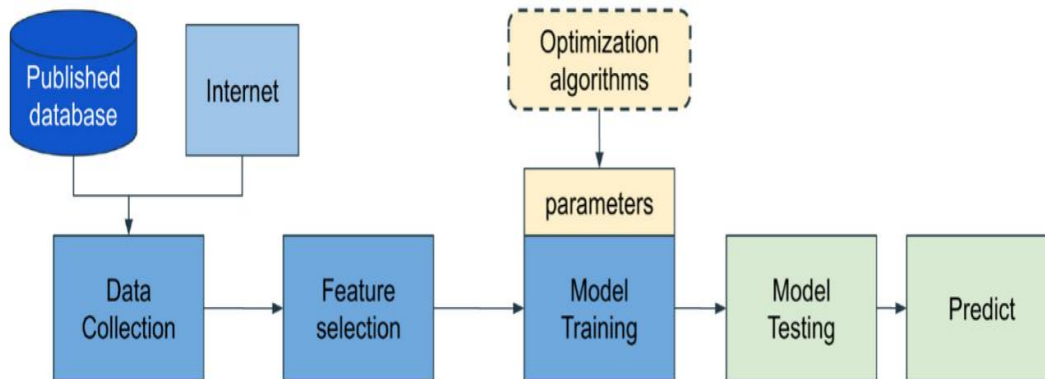 Published
database
Internet
Optimization
algorithms
parameters
Data
Collection
Feature
selection
Model
Training
Model
Testing
Predict